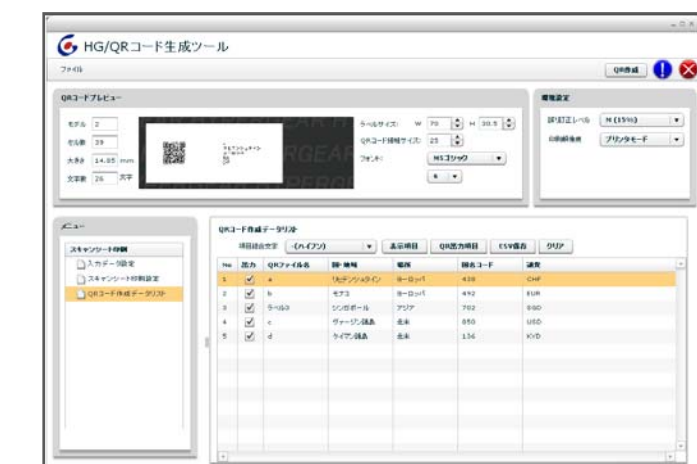 HG/QRコード生成ツール
ファイル
QR作成
QRコードプレビュー
モデル 2
セル数 39
大きさ 14.85 mm
文字数 26 文字
ラベルサイズ: W 70 H 30.5
QRコード領域サイズ: 25
フォント: MSゴシック
6
環境設定
誤り訂正レベル M (15%)
印刷解像度 プリンタモード
メニュー
スキャンシート印刷
入力データ設定
スキャンシート印刷設定
QRコード作成データリスト
QRコード作成データリスト
項目結合文字 -(ハイフン) 表示項目 QR出力項目 CSV保存 クリア
No 出力 QRファイル名 国・地域 場所 国名コード 通貨
1 a リヒテンシュタイン ヨーロッパ 438 CHF
2 b モナコ ヨーロッパ 492 EUR
3 ラベル3 シンガポール アジア 702 SGD
4 c ヴァージン諸島 北米 850 USD
5 d ケイマン諸島 北米 136 KYD